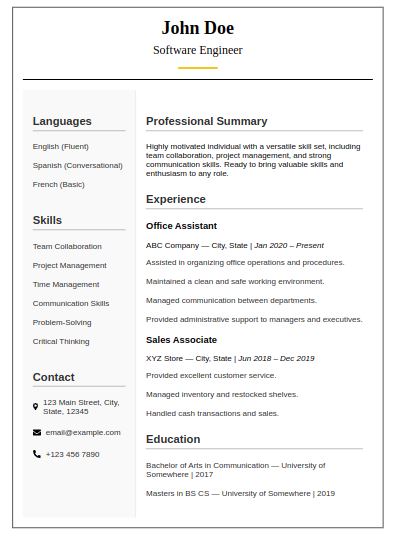 John Doe
Software Engineer
Languages
English (Fluent)
Spanish (Conversational)
French (Basic)
Skills
Team Collaboration
Project Management
Time Management
Communication Skills
Problem-Solving
Critical Thinking
Contact
123 Main Street, City,
State, 12345
email@example.com
+123 456 7890
Professional Summary
Highly motivated individual with a versatile skill set, including
team collaboration, project management, and strong
communication skills. Ready to bring valuable skills and
enthusiasm to any role.
Experience
Office Assistant
ABC Company — City, State | Jan 2020 – Present
Assisted in organizing office operations and procedures.
Maintained a clean and safe working environment.
Managed communication between departments.
Provided administrative support to managers and executives.
Sales Associate
XYZ Store — City, State | Jun 2018 – Dec 2019
Provided excellent customer service.
Managed inventory and restocked shelves.
Handled cash transactions and sales.
Education
Bachelor of Arts in Communication — University of
Somewhere | 2017
Masters in BS CS — University of Somewhere | 2019